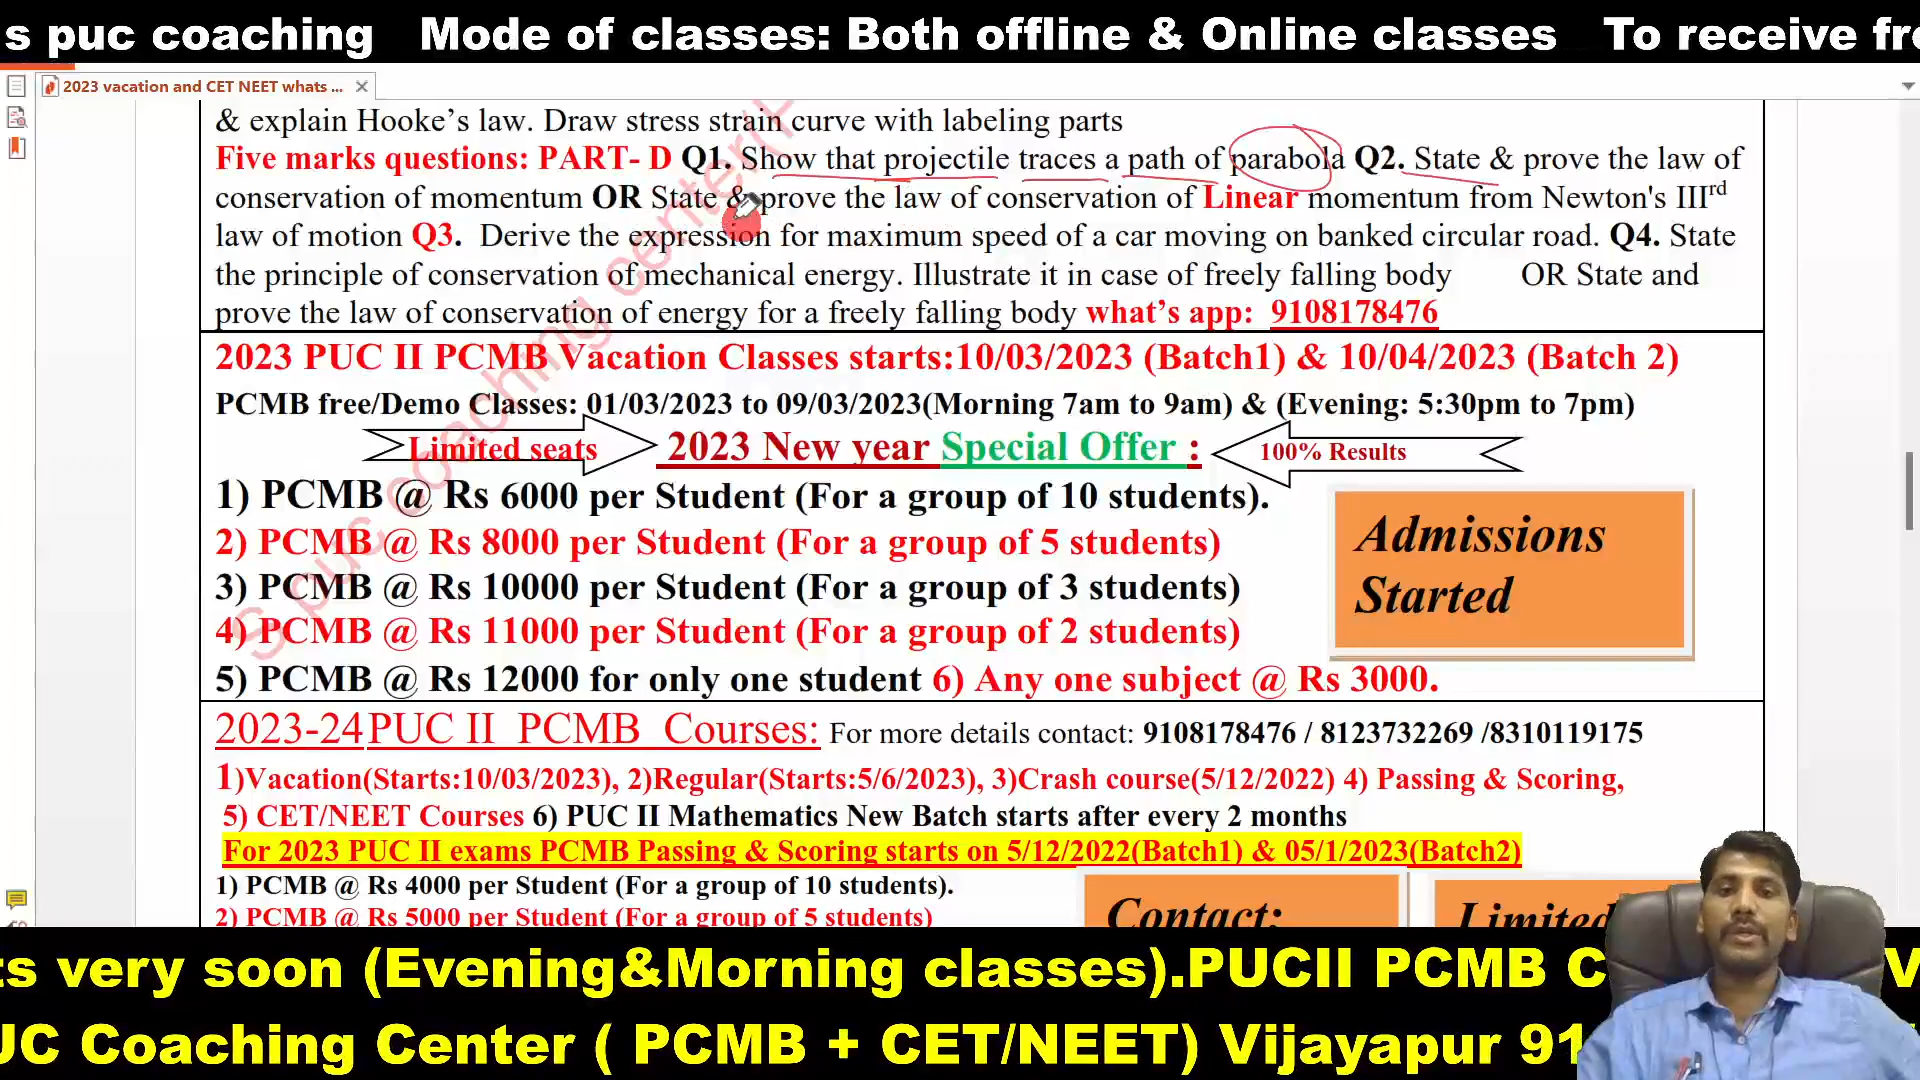 s puc coaching   Mode of classes: Both offline & Online classes   To receive fre
2023 vacation and CET NEET whats ...
& explain Hooke's law. Draw stress strain curve with labeling parts
Five marks questions: PART- D Q1. Show that projectile traces a path of parabola Q2. State & prove the law of
conservation of momentum OR State & prove the law of conservation of Linear momentum from Newton's IIIrd
law of motion Q3.  Derive the expression for maximum speed of a car moving on banked circular road. Q4. State
the principle of conservation of mechanical energy. Illustrate it in case of freely falling body      OR State and
prove the law of conservation of energy for a freely falling body what's app:  9108178476
2023 PUC II PCMB Vacation Classes starts:10/03/2023 (Batch1) & 10/04/2023 (Batch 2)
PCMB free/Demo Classes: 01/03/2023 to 09/03/2023(Morning 7am to 9am) & (Evening: 5:30pm to 7pm)
Limited seats   2023 New year Special Offer :   100% Results
1) PCMB @ Rs 6000 per Student (For a group of 10 students).
2) PCMB @ Rs 8000 per Student (For a group of 5 students)
3) PCMB @ Rs 10000 per Student (For a group of 3 students)
4) PCMB @ Rs 11000 per Student (For a group of 2 students)
5) PCMB @ Rs 12000 for only one student 6) Any one subject @ Rs 3000.
Admissions
Started
2023-24 PUC II  PCMB  Courses: For more details contact: 9108178476 / 8123732269 /8310119175
1)Vacation(Starts:10/03/2023), 2)Regular(Starts:5/6/2023), 3)Crash course(5/12/2022) 4) Passing & Scoring,
5) CET/NEET Courses 6) PUC II Mathematics New Batch starts after every 2 months
For 2023 PUC II exams PCMB Passing & Scoring starts on 5/12/2022(Batch1) & 05/1/2023(Batch2)
1) PCMB @ Rs 4000 per Student (For a group of 10 students).
2) PCMB @ Rs 5000 per Student (For a group of 5 students)
Contact:
Limited
S puc coaching center(
ts very soon (Evening&Morning classes).PUCII PCMB C
UC Coaching Center ( PCMB + CET/NEET) Vijayapur 91